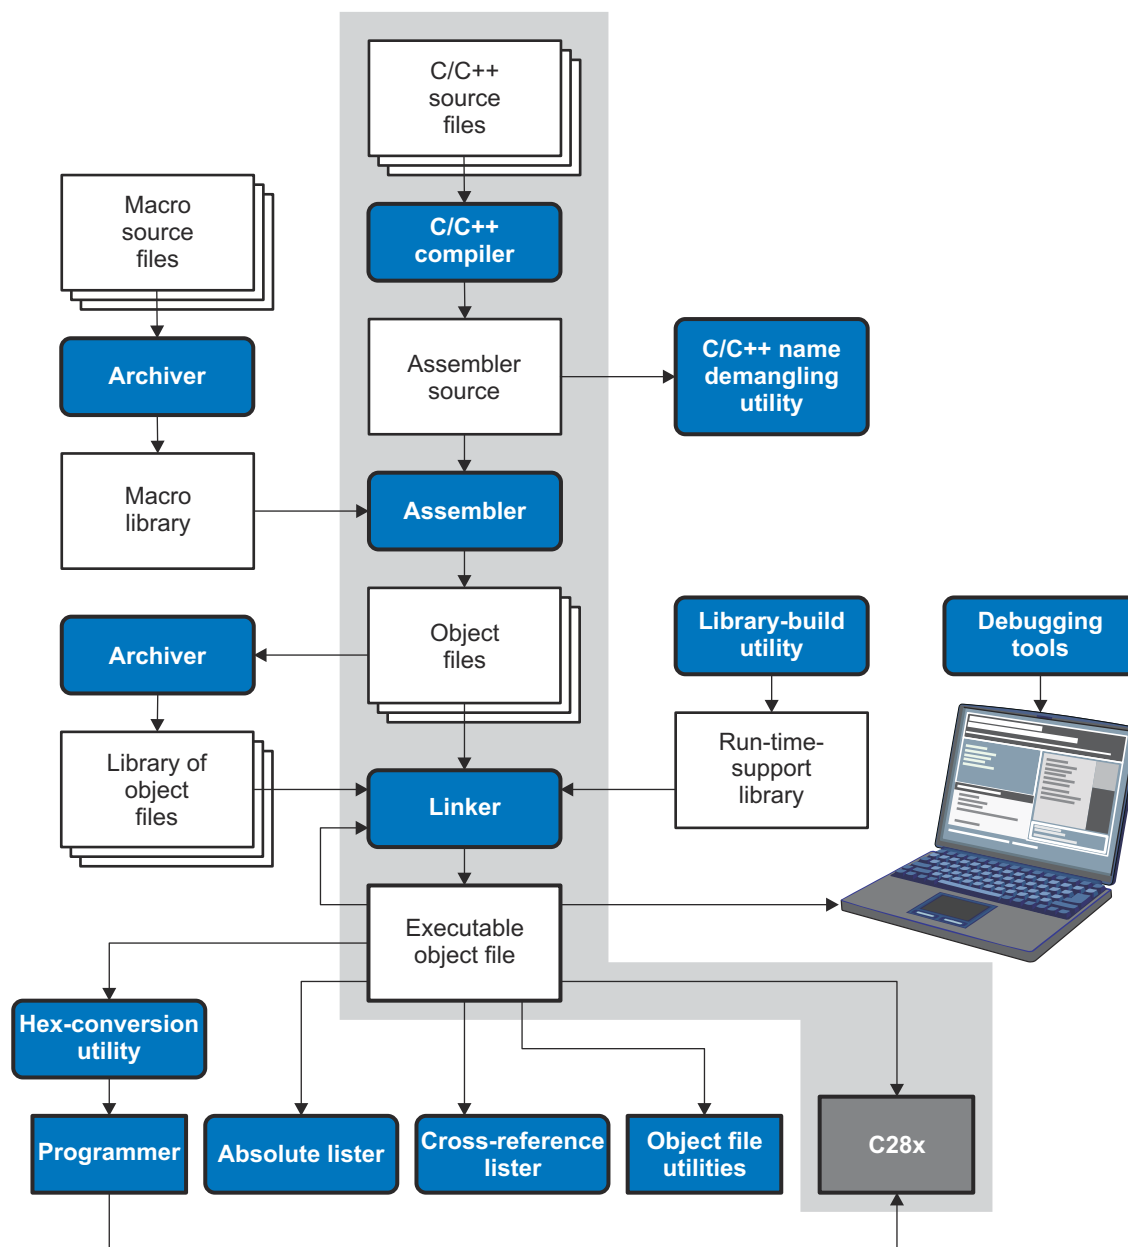 C/C++
source
files
Macro
source
files
C/C++
compiler
Archiver
Assembler
source
C/C++ name
demangling
utility
Macro
library
Assembler
Archiver
Object
files
Library-build
utility
Debugging
tools
Library of
object
files
Linker
Run-time-
support
library
Executable
object file
Hex-conversion
utility
Programmer
Absolute lister
Cross-reference
lister
Object file
utilities
C28x